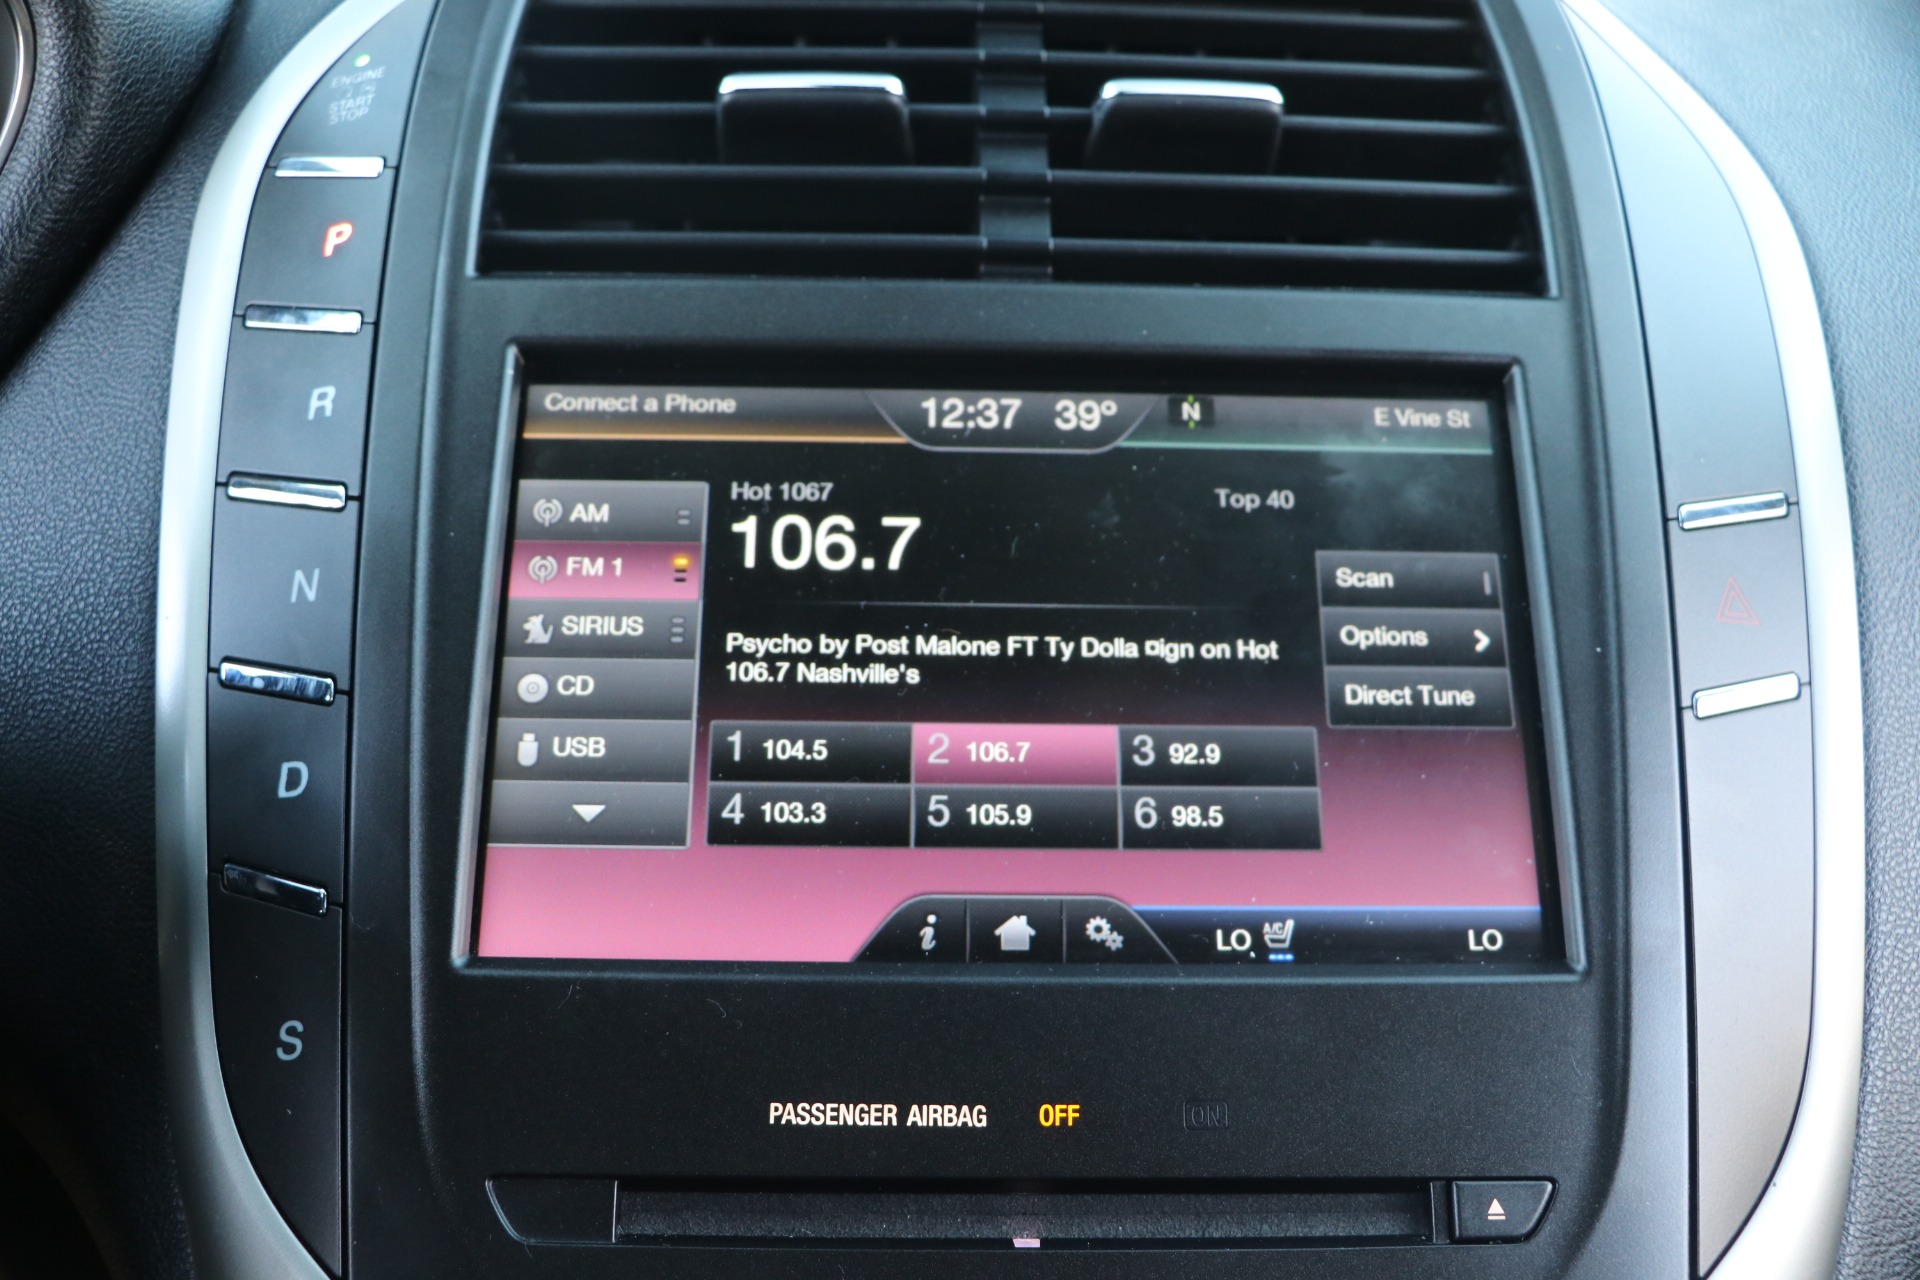 ENGINE
START
STOP
P
R
N
D
S
Connect a Phone
12:37 39°
N
E Vine St
AM
FM 1
SIRIUS
CD
USB
Hot 1067
Top 40
106.7
Psycho by Post Malone FT Ty Dolla ¤ign on Hot
106.7 Nashville's
Scan
Options
Direct Tune
1 104.5
2 106.7
3 92.9
4 103.3
5 105.9
6 98.5
i
LO
A/C
LO
PASSENGER AIRBAG OFF ON